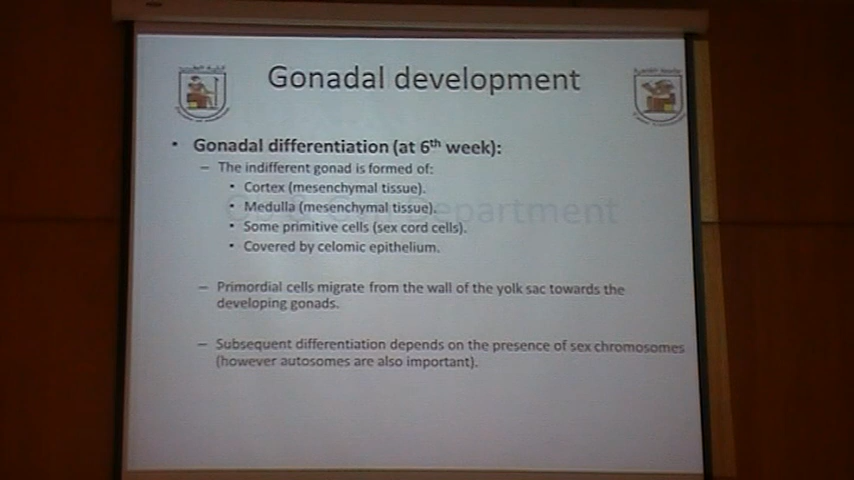 Gonadal development
• Gonadal differentiation (at 6th week):
– The indifferent gonad is formed of:
• Cortex (mesenchymal tissue).
• Medulla (mesenchymal tissue).
• Some primitive cells (sex cord cells).
• Covered by celomic epithelium.
Department
– Primordial cells migrate from the wall of the yolk sac towards the
developing gonads.
– Subsequent differentiation depends on the presence of sex chromosomes
(however autosomes are also important).